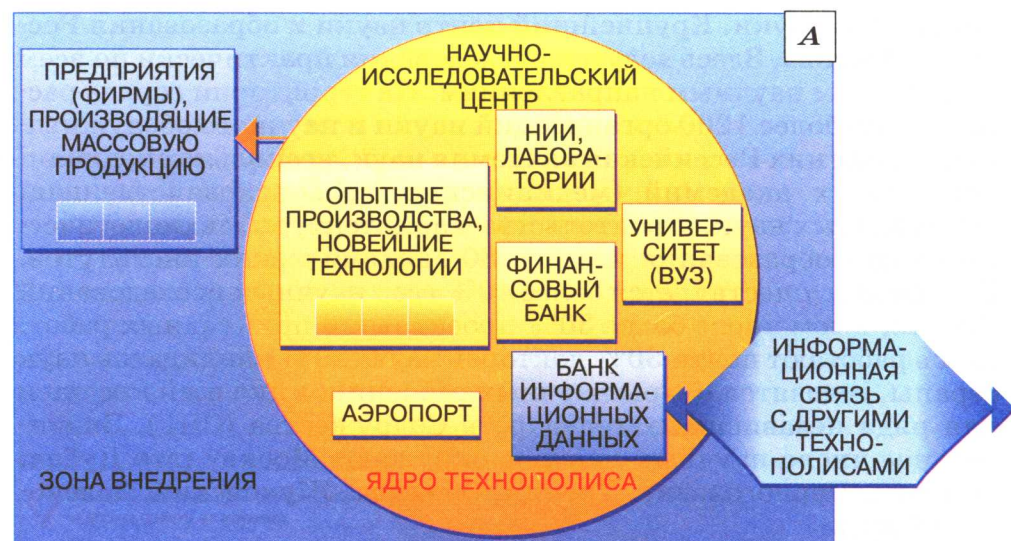 А
ПРЕДПРИЯТИЯ
(ФИРМЫ),
ПРОИЗВОДЯЩИЕ
МАССОВУЮ
ПРОДУКЦИЮ
НАУЧНО-
ИССЛЕДОВАТЕЛЬСКИЙ
ЦЕНТР
НИИ,
ЛАБОРА-
ТОРИИ
ОПЫТНЫЕ
ПРОИЗВОДСТВА,
НОВЕЙШИЕ
ТЕХНОЛОГИИ
УНИВЕР-
СИТЕТ
(ВУЗ)
ФИНАН-
СОВЫЙ
БАНК
БАНК
ИНФОРМА-
ЦИОННЫХ
ДАННЫХ
ИНФОРМА-
ЦИОННАЯ
СВЯЗЬ
С ДРУГИМИ
ТЕХНО-
ПОЛИСАМИ
АЭРОПОРТ
ЗОНА ВНЕДРЕНИЯ
ЯДРО ТЕХНОПОЛИСА